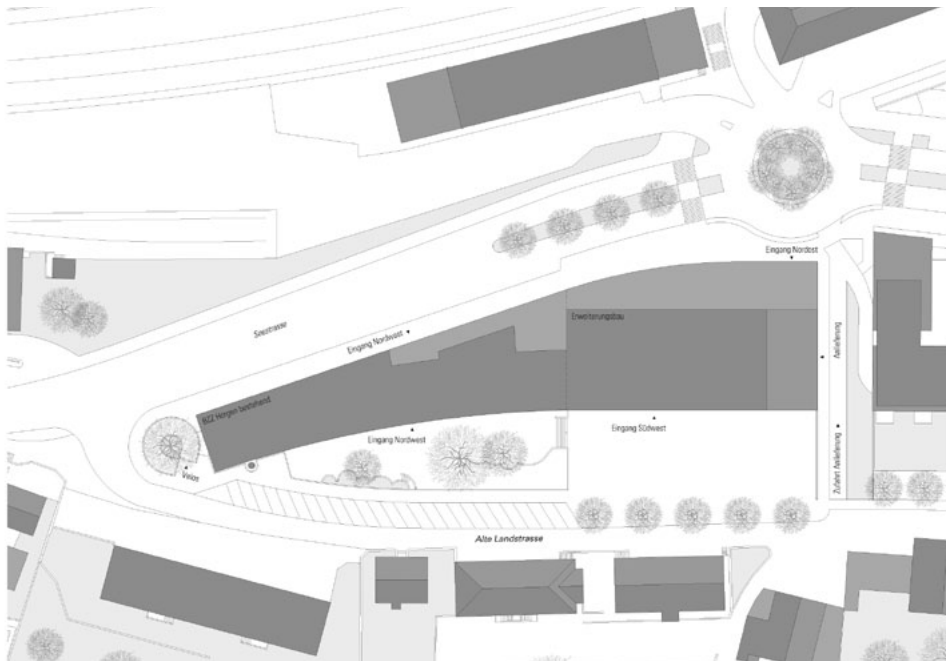 Eingang Nordost
Seestrasse
Eingang Nordwest
Erweiterungsbau
Anlieferung
BZZ Horgen bestehend
Eingang Nordwest
Eingang Südwest
Velos
Zufahrt Anlieferung
Alte Landstrasse